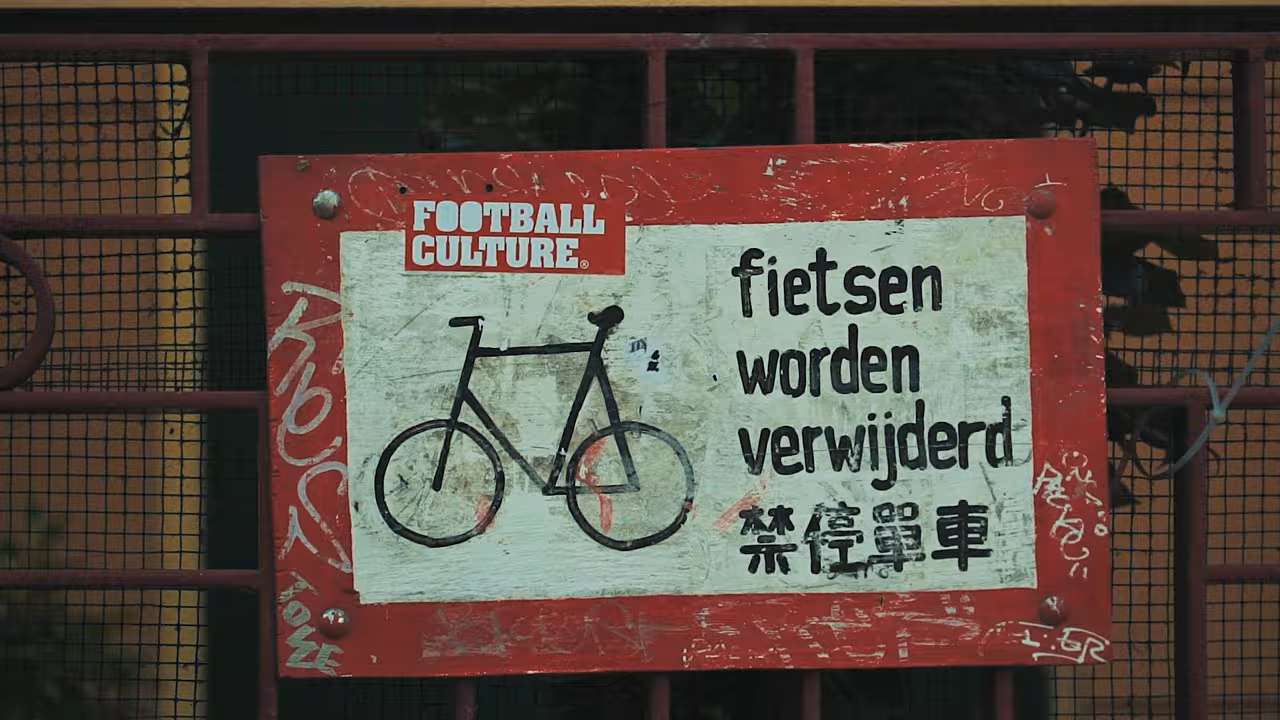 FOOTBALL
CULTURE®
fietsen
worden
verwijderd
禁停單車